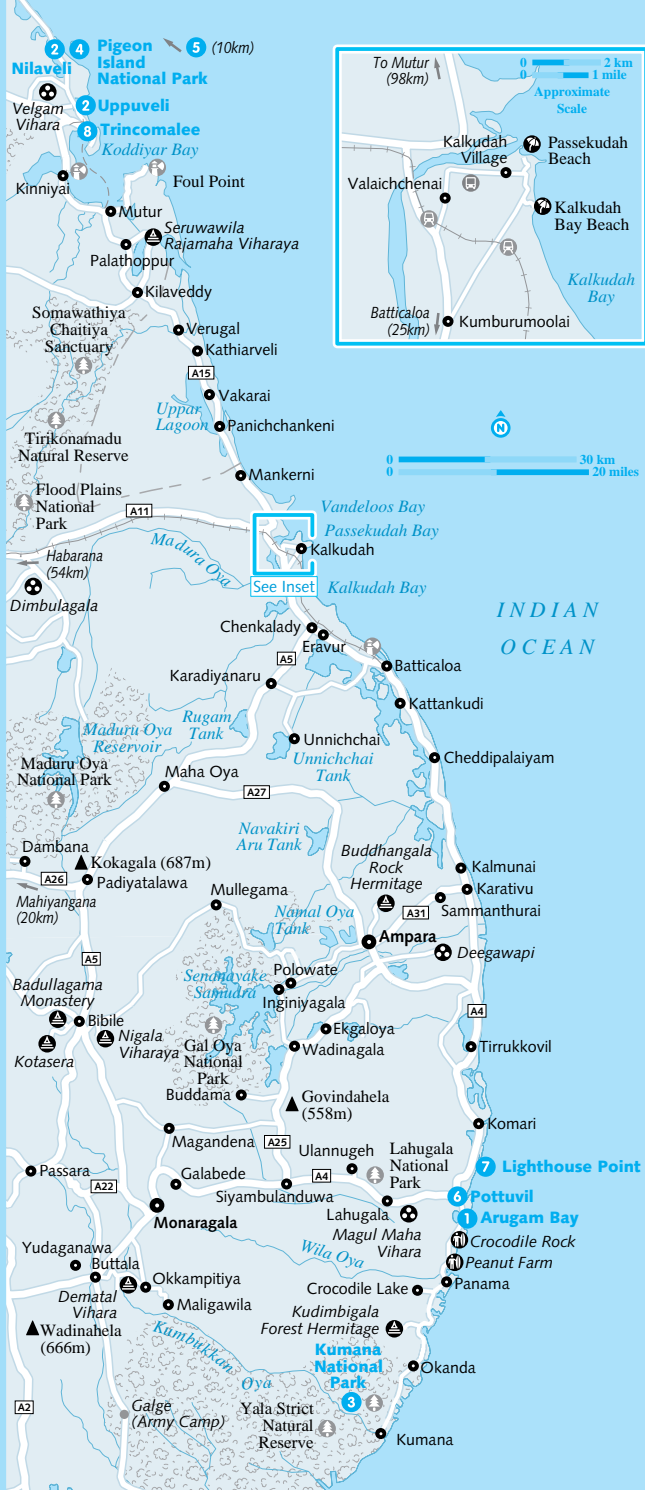 2 4 Pigeon
Island
National Park
5 (10km)
Nilaveli
Velgam
Vihara
2 Uppuveli
8 Trincomalee
Koddiyar Bay
Kinniyai
Foul Point
Mutur
Seruwawila
Rajamaha Viharaya
Palathoppur
Kilaveddy
Somawathiya
Chaitiya
Sanctuary
Verugal
Kathiarveli
A15
Vakarai
Uppar
Lagoon
Panichchankeni
Tirikonamadu
Natural Reserve
Mankerni
Flood Plains
National
Park
A11
Vandeloos Bay
Passekudah Bay
Kalkudah
See Inset
Kalkudah Bay
Habarana
(54km)
Madura Oya
Dimbulagala
To Mutur
(98km)
0 2 km
0 1 mile
Approximate
Scale
Kalkudah
Village
Passekudah
Beach
Valaichchenai
Kalkudah
Bay Beach
Kalkudah
Bay
Batticaloa
(25km)
Kumburumoolai
N
0 30 km
0 20 miles
INDIAN
OCEAN
Chenkalady
Eravur
A5
Batticaloa
Karadiyanaru
Kattankudi
Rugam
Tank
Maduru Oya
Reservoir
Unnichchai
Unnichchai
Tank
Cheddipalaiyam
Maduru Oya
National Park
Maha Oya
A27
Navakiri
Aru Tank
Dambana
Kokagala (687m)
A26
Padiyatalawa
Mahiyangana
(20km)
Buddhangala
Rock
Hermitage
Kalmunai
Karativu
Sammanthurai
A31
Mullegama
Namal Oya
Tank
Ampara
Deegawapi
A5
Polowate
Senanayake
Samudra
Inginiyagala
Badullagama
Monastery
Bibile
Nigala
Viharaya
Kotasera
Gal Oya
National
Park
Ekgaloya
Wadinagala
A4
Tirrukkovil
Buddama
Govindahela
(558m)
Komari
Magandena
A25
Ulannugeh
Lahugala
National
Park
7 Lighthouse Point
Passara
A22
Galabede
A4
Siyambulanduwa
6 Pottuvil
Monaragala
Lahugala
Magul Maha
Vihara
1 Arugam Bay
Crocodile Rock
Wila Oya
Peanut Farm
Yudaganawa
Buttala
Okkampitiya
Crocodile Lake
Panama
Dematal
Vihara
Maligawila
Kudimbigala
Forest Hermitage
Wadinahela
(666m)
Kumbukkan
Oya
Kumana
National
Park
3
Okanda
A2
Galge
(Army Camp)
Yala Strict
Natural
Reserve
Kumana